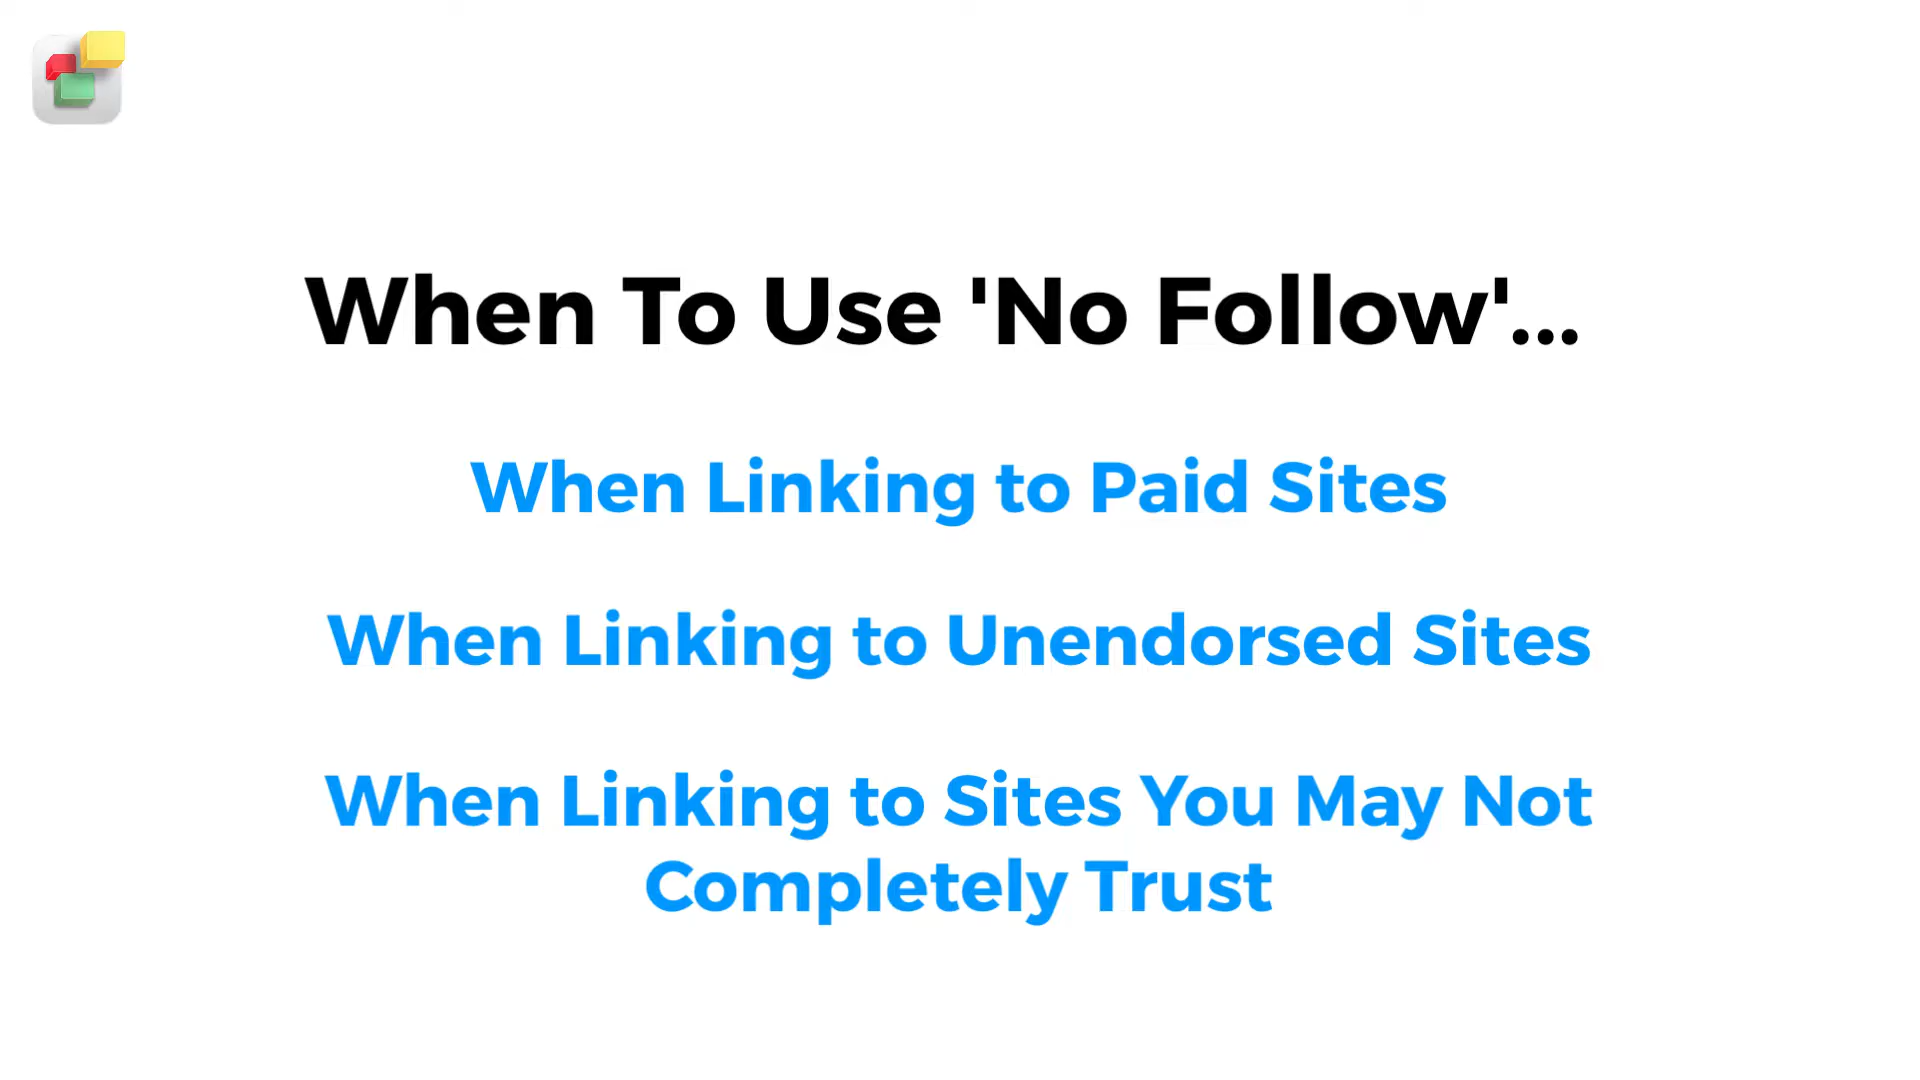 When To Use 'No Follow'...
When Linking to Paid Sites
When Linking to Unendorsed Sites
When Linking to Sites You May Not
Completely Trust